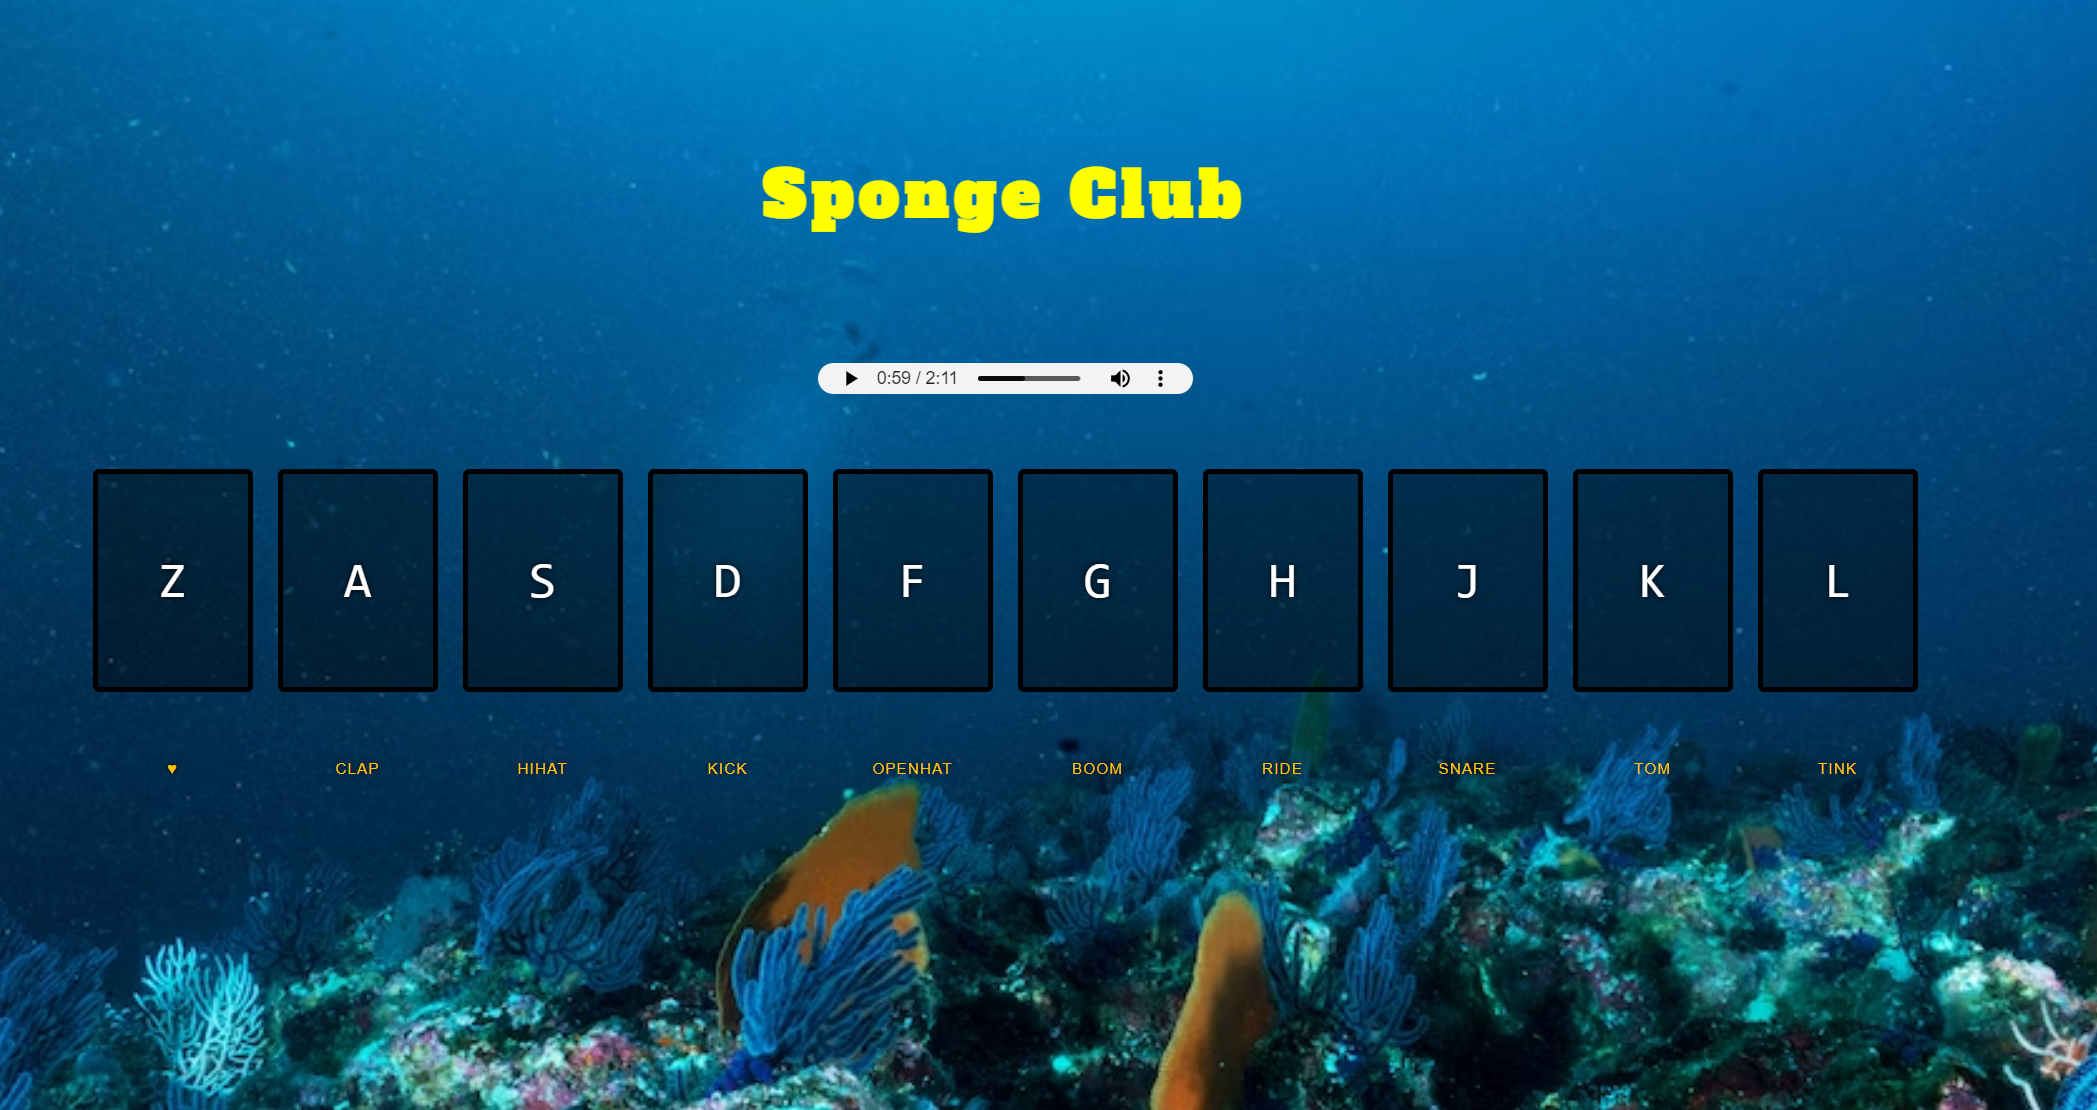 Sponge Club
0:59 / 2:11
Z A S D F G H J K L
♥ CLAP HIHAT KICK OPENHAT BOOM RIDE SNARE TOM TINK